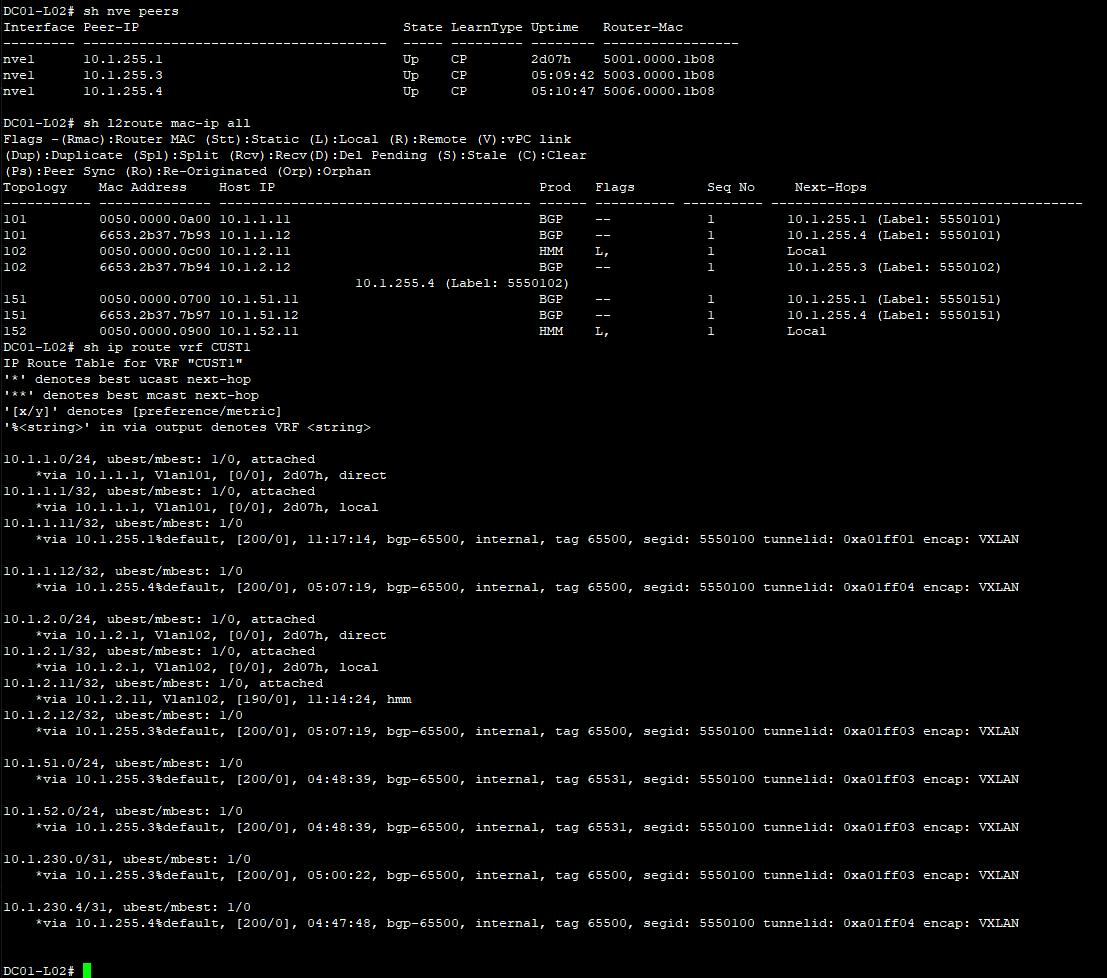 DC01-L02# sh nve peers
Interface Peer-IP                                 State LearnType Uptime   Router-Mac
--------- --------------------------------------  ----- --------- -------- -----------------
nve1      10.1.255.1                              Up    CP        2d07h    5001.0000.1b08
nve1      10.1.255.3                              Up    CP        05:09:42 5003.0000.1b08
nve1      10.1.255.4                              Up    CP        05:10:47 5006.0000.1b08
DC01-L02# sh l2route mac-ip all
Flags -(Rmac):Router MAC (Stt):Static (L):Local (R):Remote (V):vPC link
(Dup):Duplicate (Spl):Split (Rcv):Recv(D):Del Pending (S):Stale (C):Clear
(Ps):Peer Sync (Ro):Re-Originated (Orp):Orphan
Topology    Mac Address    Host IP                                 Prod   Flags         Seq No     Next-Hops
----------- -------------- --------------------------------------- ------ ---------- ---------- ---------------------------------------
101         0050.0000.0a00 10.1.1.11                               BGP    --            1         10.1.255.1 (Label: 5550101)
101         6653.2b37.7b93 10.1.1.12                               BGP    --            1         10.1.255.4 (Label: 5550101)
102         0050.0000.0c00 10.1.2.11                               HMM    L,            1         Local
102         6653.2b37.7b94 10.1.2.12                               BGP    --            1         10.1.255.3 (Label: 5550102)
                                            10.1.255.4 (Label: 5550102)
151         0050.0000.0700 10.1.51.11                              BGP    --            1         10.1.255.1 (Label: 5550151)
151         6653.2b37.7b97 10.1.51.12                              BGP    --            1         10.1.255.4 (Label: 5550151)
152         0050.0000.0900 10.1.52.11                              HMM    L,            1         Local
DC01-L02# sh ip route vrf CUST1
IP Route Table for VRF "CUST1"
'*' denotes best ucast next-hop
'**' denotes best mcast next-hop
'[x/y]' denotes [preference/metric]
'%<string>' in via output denotes VRF <string>
10.1.1.0/24, ubest/mbest: 1/0, attached
    *via 10.1.1.1, Vlan101, [0/0], 2d07h, direct
10.1.1.1/32, ubest/mbest: 1/0, attached
    *via 10.1.1.1, Vlan101, [0/0], 2d07h, local
10.1.1.11/32, ubest/mbest: 1/0
    *via 10.1.255.1%default, [200/0], 11:17:14, bgp-65500, internal, tag 65500, segid: 5550100 tunnelid: 0xa01ff01 encap: VXLAN
10.1.1.12/32, ubest/mbest: 1/0
    *via 10.1.255.4%default, [200/0], 05:07:19, bgp-65500, internal, tag 65500, segid: 5550100 tunnelid: 0xa01ff04 encap: VXLAN
10.1.2.0/24, ubest/mbest: 1/0, attached
    *via 10.1.2.1, Vlan102, [0/0], 2d07h, direct
10.1.2.1/32, ubest/mbest: 1/0, attached
    *via 10.1.2.1, Vlan102, [0/0], 2d07h, local
10.1.2.11/32, ubest/mbest: 1/0, attached
    *via 10.1.2.11, Vlan102, [190/0], 11:14:24, hmm
10.1.2.12/32, ubest/mbest: 1/0
    *via 10.1.255.3%default, [200/0], 05:07:19, bgp-65500, internal, tag 65500, segid: 5550100 tunnelid: 0xa01ff03 encap: VXLAN
10.1.51.0/24, ubest/mbest: 1/0
    *via 10.1.255.3%default, [200/0], 04:48:39, bgp-65500, internal, tag 65531, segid: 5550100 tunnelid: 0xa01ff03 encap: VXLAN
10.1.52.0/24, ubest/mbest: 1/0
    *via 10.1.255.3%default, [200/0], 04:48:39, bgp-65500, internal, tag 65531, segid: 5550100 tunnelid: 0xa01ff03 encap: VXLAN
10.1.230.0/31, ubest/mbest: 1/0
    *via 10.1.255.3%default, [200/0], 05:00:22, bgp-65500, internal, tag 65500, segid: 5550100 tunnelid: 0xa01ff03 encap: VXLAN
10.1.230.4/31, ubest/mbest: 1/0
    *via 10.1.255.4%default, [200/0], 04:47:48, bgp-65500, internal, tag 65500, segid: 5550100 tunnelid: 0xa01ff04 encap: VXLAN
DC01-L02#